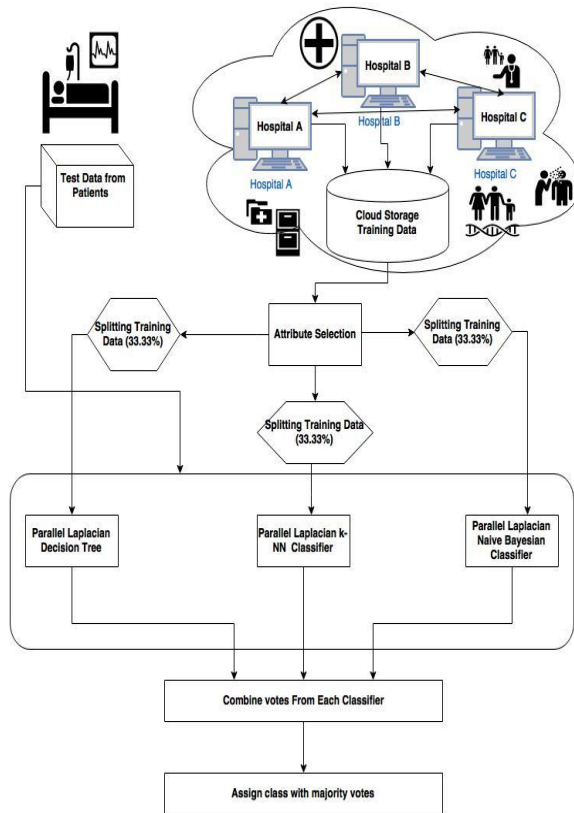 Hospital B
Hospital A
Hospital C
Hospital B
Hospital A
Hospital C
Test Data from
Patients
Cloud Storage
Training Data
Splitting Training
Data (33.33%)
Attribute Selection
Splitting Training
Data (33.33%)
Splitting Training Data
(33.33%)
Parallel Laplacian
Decision Tree
Parallel Laplacian k-
NN Classifier
Parallel Laplacian
Naive Bayesian
Classifier
Combine votes From Each Classifier
Assign class with majority votes